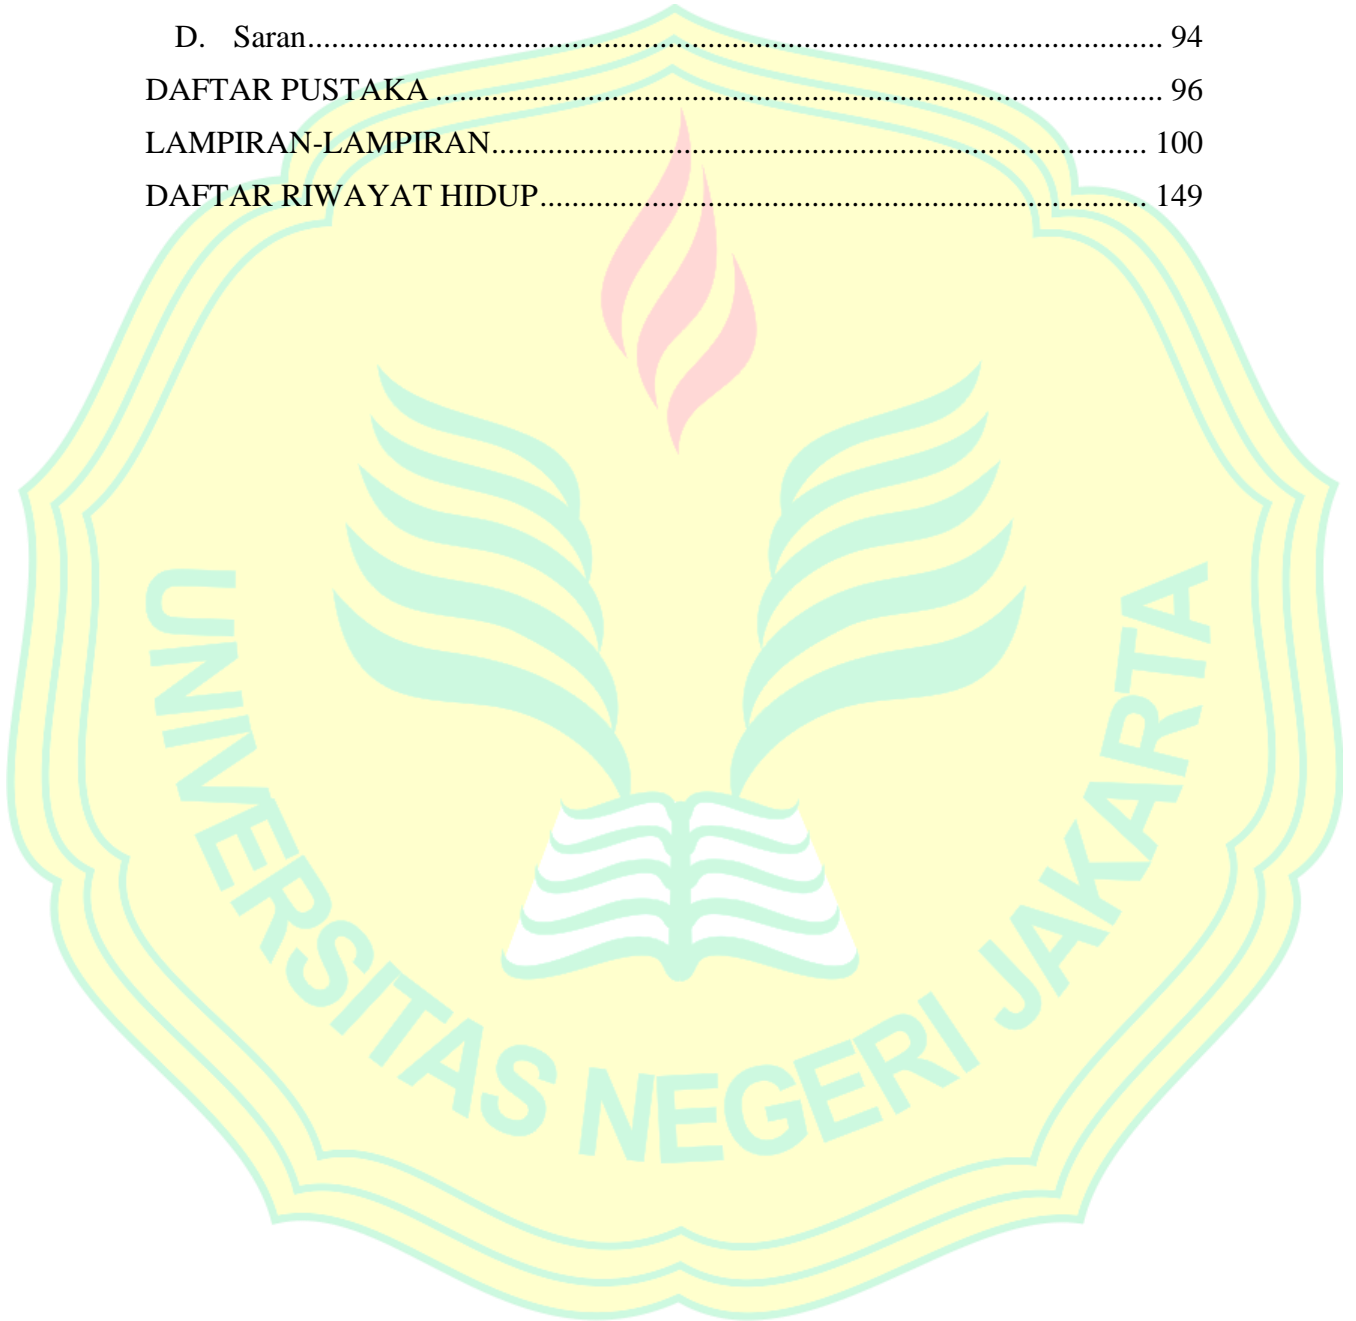 D. Saran........................................................................................................... 94
DAFTAR PUSTAKA ........................................................................................... 96
LAMPIRAN-LAMPIRAN.................................................................................. 100
DAFTAR RIWAYAT HIDUP............................................................................ 149
UNIVERSITAS NEGERI JAKARTA